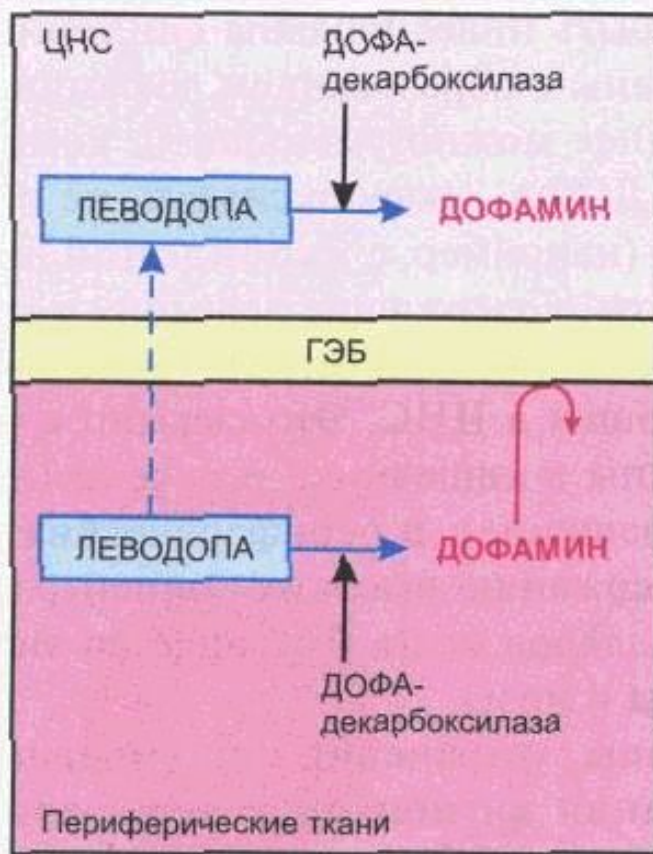 ЦНС
ДОФА-
декарбоксилаза
ЛЕВОДОПА
ДОФАМИН
ГЭБ
ЛЕВОДОПА
ДОФАМИН
ДОФА-
декарбоксилаза
Периферические ткани